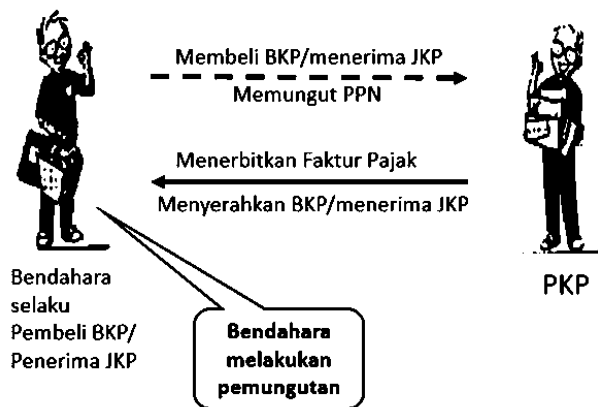 Membeli BKP/menerima JKP
Memungut PPN
Menerbitkan Faktur Pajak
Menyerahkan BKP/menerima JKP
Bendahara
selaku
Pembeli BKP/
Penerima JKP
PKP
Bendahara
melakukan
pemungutan